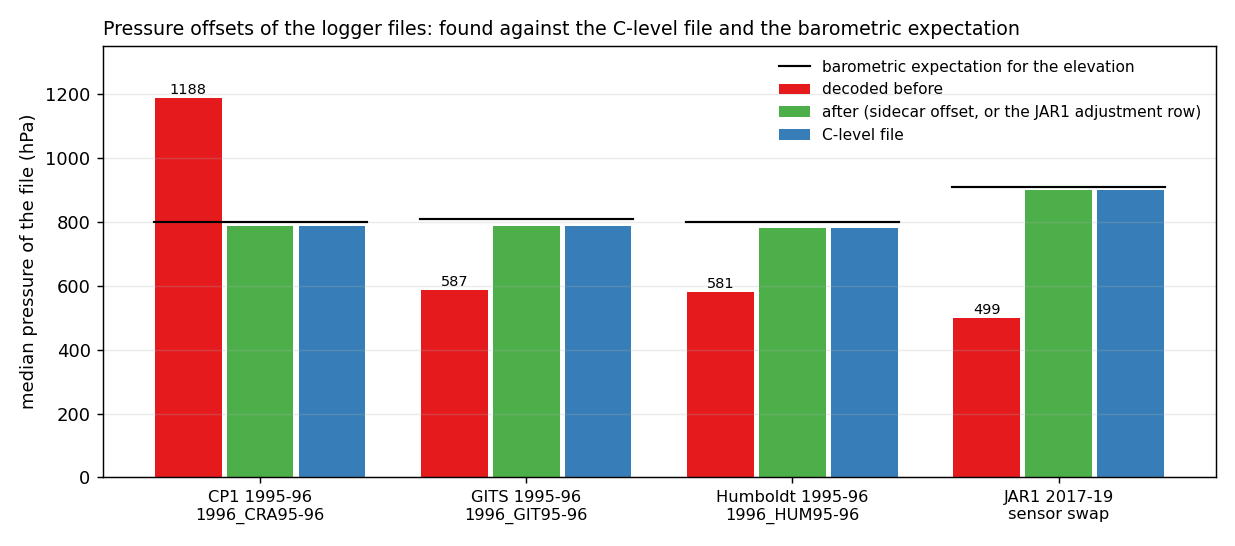 Pressure offsets of the logger files: found against the C-level file and the barometric expectation
barometric expectation for the elevation
decoded before
after (sidecar offset, or the JAR1 adjustment row)
C-level file
median pressure of the file (hPa)
1200
1000
800
600
400
200
0
1188
587
581
499
CP1 1995-96
1996_CRA95-96
GITS 1995-96
1996_GIT95-96
Humboldt 1995-96
1996_HUM95-96
JAR1 2017-19
sensor swap